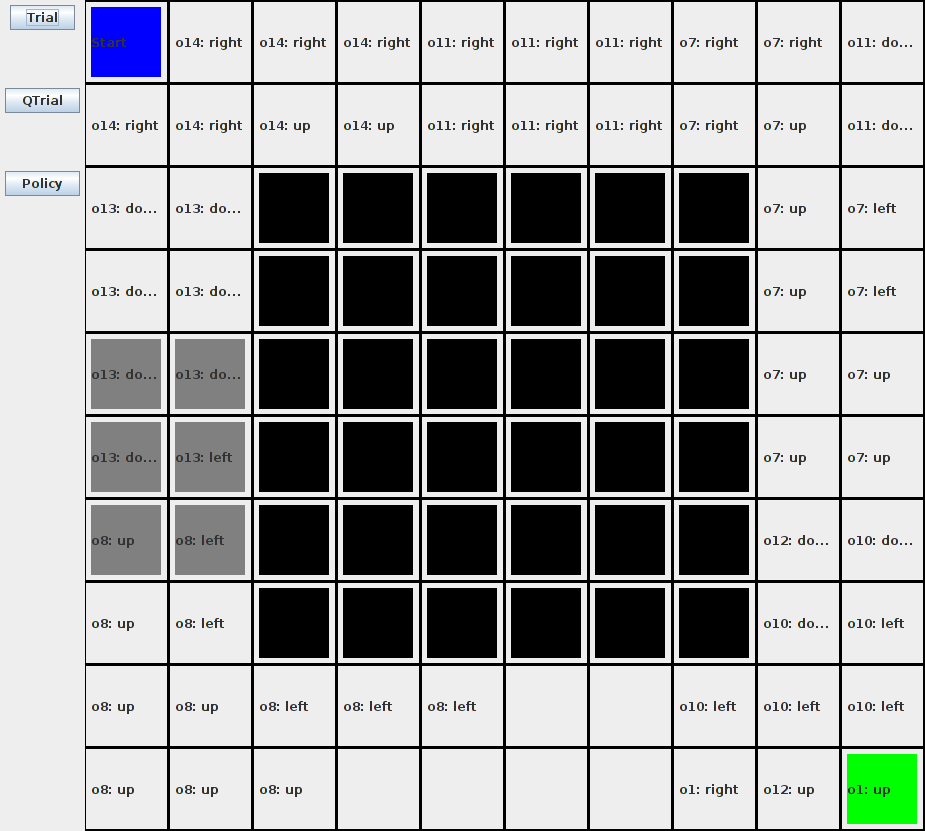 Trial
Start o14: right o14: right o14: right o11: right o11: right o11: right o7: right o7: right o11: do...
QTrial
o14: right o14: right o14: up o14: up o11: right o11: right o11: right o7: right o7: up o11: do...
Policy
o13: do... o13: do... o7: up o7: left
o13: do... o13: do... o7: up o7: left
o13: do... o13: do... o7: up o7: up
o13: do... o13: left o7: up o7: up
o8: up o8: left o12: do... o10: do...
o8: up o8: left o10: do... o10: left
o8: up o8: up o8: left o8: left o8: left o10: left o10: left o10: left
o8: up o8: up o8: up o1: right o12: up o1: up